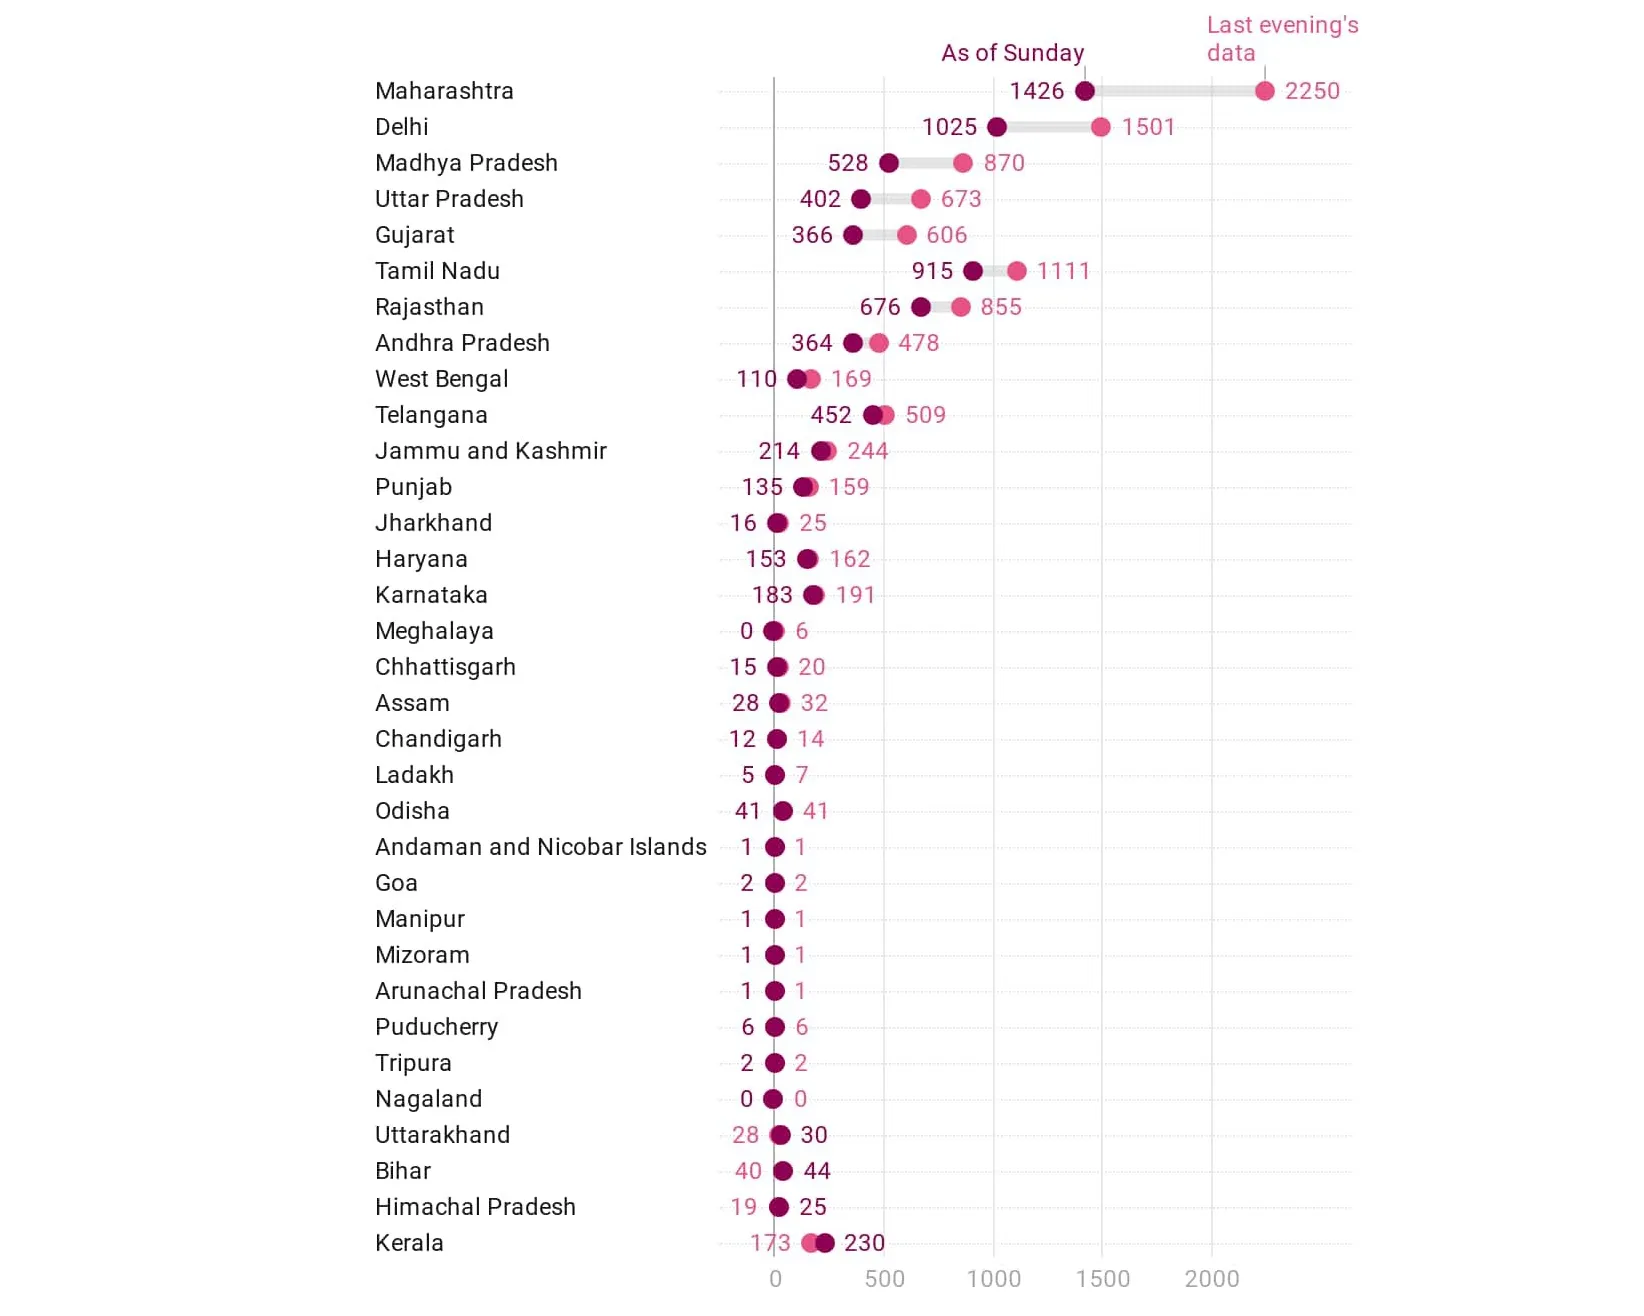 Last evening's
As of Sunday data
Maharashtra 1426 2250
Delhi 1025 1501
Madhya Pradesh 528 870
Uttar Pradesh 402 673
Gujarat 366 606
Tamil Nadu 915 1111
Rajasthan 676 855
Andhra Pradesh 364 478
West Bengal 110 169
Telangana 452 509
Jammu and Kashmir 214 244
Punjab 135 159
Jharkhand 16 25
Haryana 153 162
Karnataka 183 191
Meghalaya 0 6
Chhattisgarh 15 20
Assam 28 32
Chandigarh 12 14
Ladakh 5 7
Odisha 41 41
Andaman and Nicobar Islands 1 1
Goa 2 2
Manipur 1 1
Mizoram 1 1
Arunachal Pradesh 1 1
Puducherry 6 6
Tripura 2 2
Nagaland 0 0
Uttarakhand 28 30
Bihar 40 44
Himachal Pradesh 19 25
Kerala 173 230
0 500 1000 1500 2000